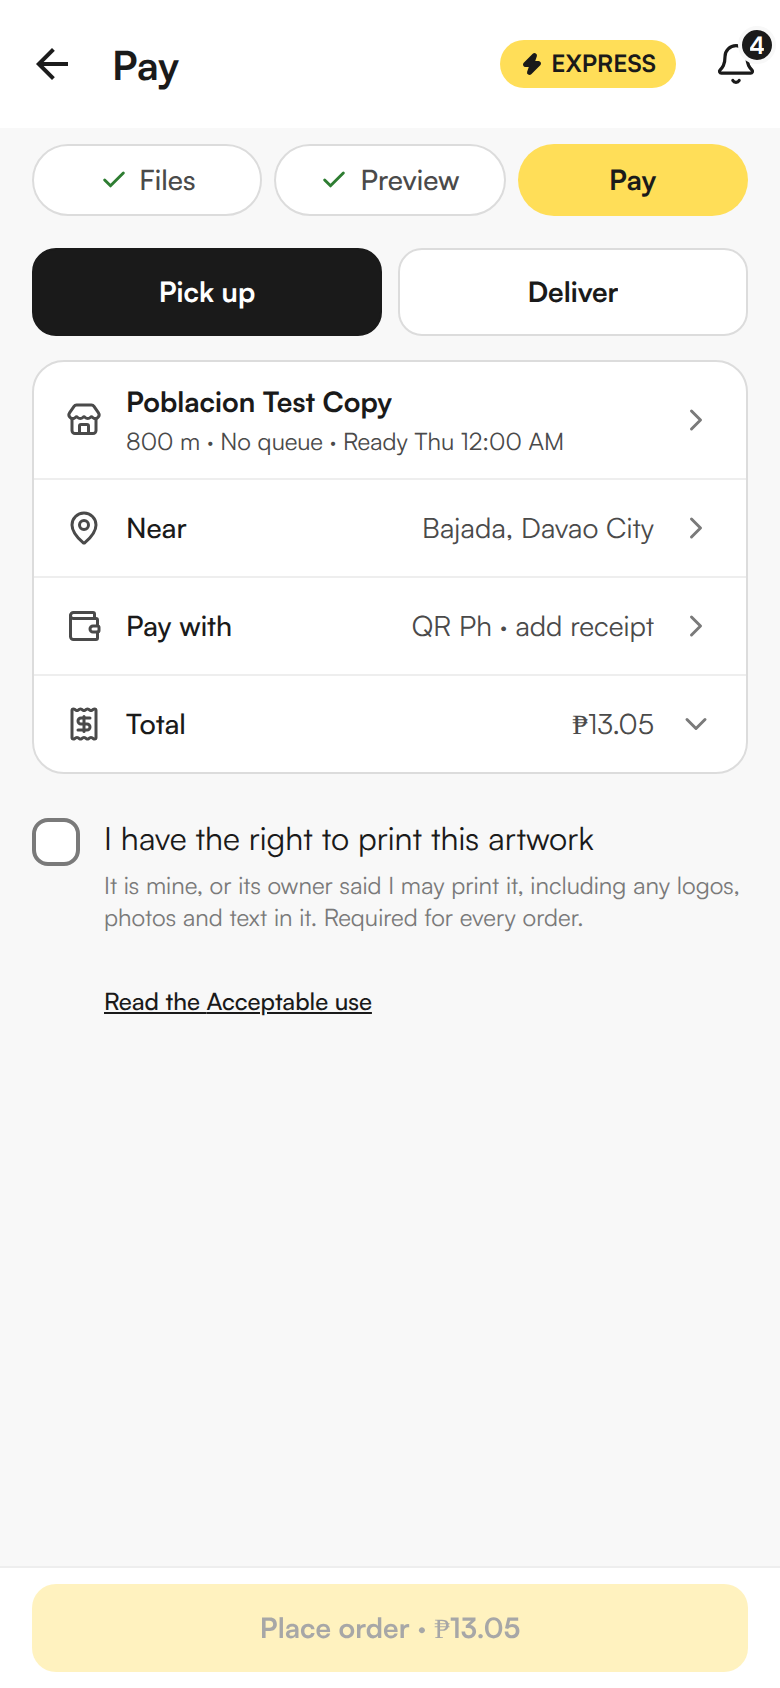 Pay
EXPRESS
4
Files
Preview
Pay
Pick up
Deliver
Poblacion Test Copy
800 m · No queue · Ready Thu 12:00 AM
Near
Bajada, Davao City
Pay with
QR Ph · add receipt
Total
₱13.05
I have the right to print this artwork
It is mine, or its owner said I may print it, including any logos,
photos and text in it. Required for every order.
Read the Acceptable use
Place order · ₱13.05